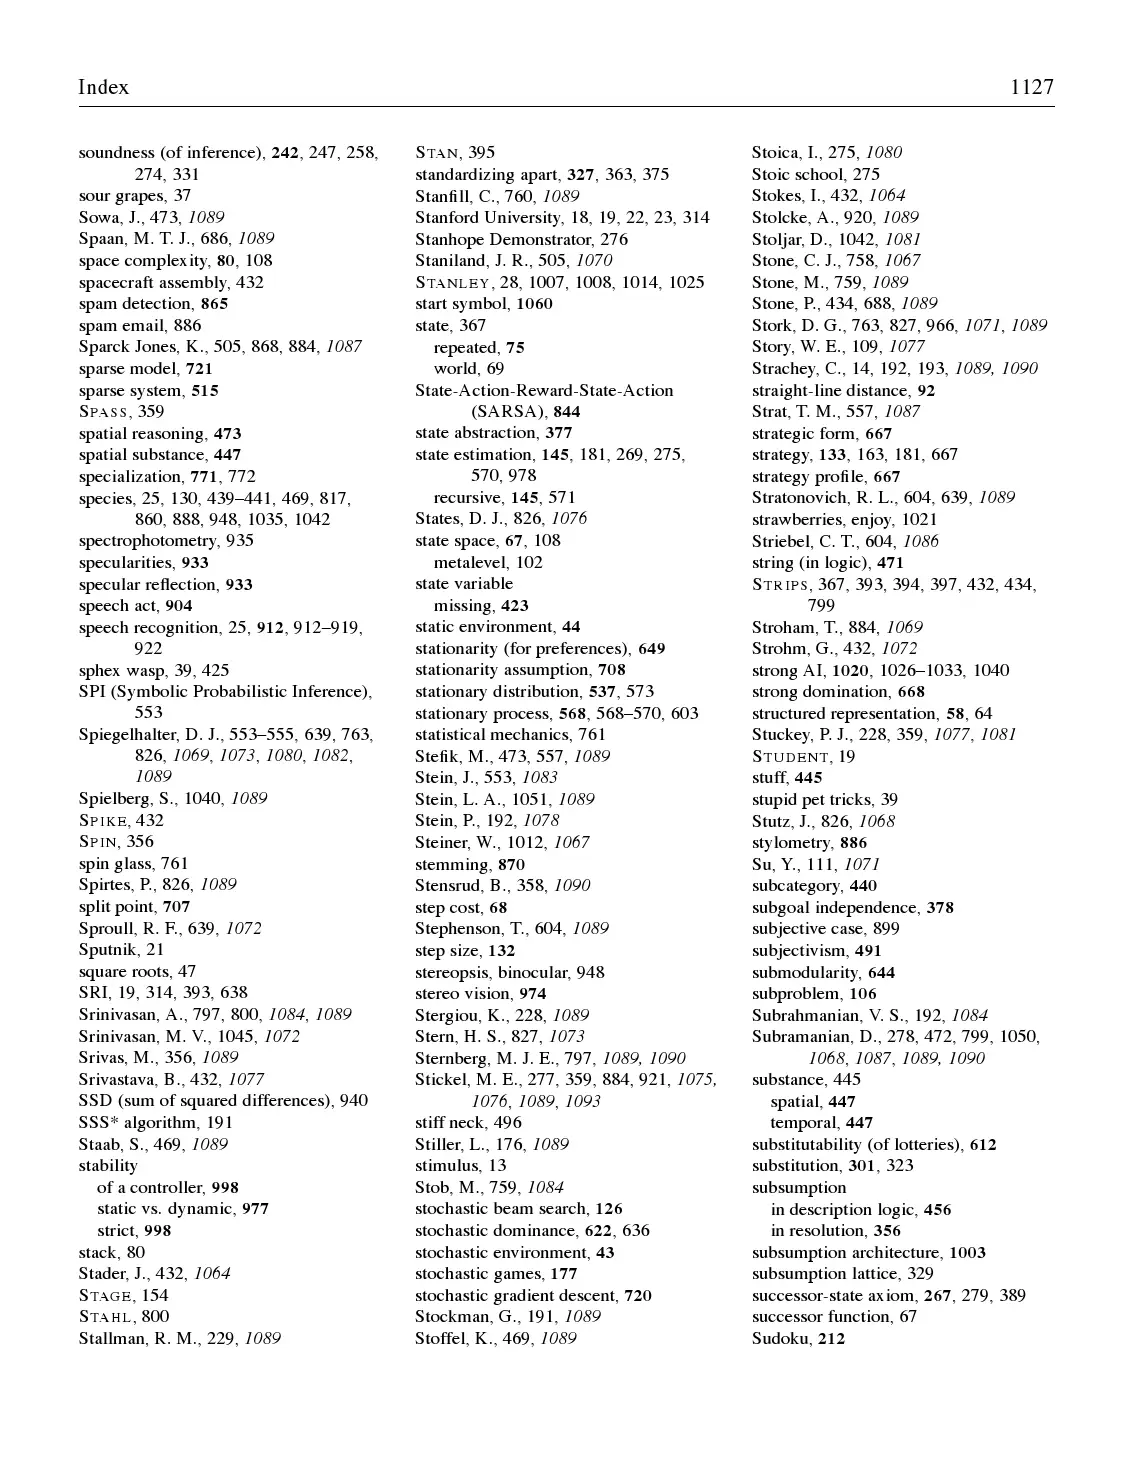 Index 1127
soundness (of inference), 242, 247, 258,
274, 331
sour grapes, 37
Sowa, J., 473, 1089
Spaan, M. T. J., 686, 1089
space complexity, 80, 108
spacecraft assembly, 432
spam detection, 865
spam email, 886
Sparck Jones, K., 505, 868, 884, 1087
sparse model, 721
sparse system, 515
SPASS, 359
spatial reasoning, 473
spatial substance, 447
specialization, 771, 772
species, 25, 130, 439–441, 469, 817,
860, 888, 948, 1035, 1042
spectrophotometry, 935
specularities, 933
specular reflection, 933
speech act, 904
speech recognition, 25, 912, 912–919,
922
sphex wasp, 39, 425
SPI (Symbolic Probabilistic Inference),
553
Spiegelhalter, D. J., 553–555, 639, 763,
826, 1069, 1073, 1080, 1082,
1089
Spielberg, S., 1040, 1089
SPIKE, 432
SPIN, 356
spin glass, 761
Spirtes, P., 826, 1089
split point, 707
Sproull, R. F., 639, 1072
Sputnik, 21
square roots, 47
SRI, 19, 314, 393, 638
Srinivasan, A., 797, 800, 1084, 1089
Srinivasan, M. V., 1045, 1072
Srivas, M., 356, 1089
Srivastava, B., 432, 1077
SSD (sum of squared differences), 940
SSS* algorithm, 191
Staab, S., 469, 1089
stability
of a controller, 998
static vs. dynamic, 977
strict, 998
stack, 80
Stader, J., 432, 1064
STAGE, 154
STAHL, 800
Stallman, R. M., 229, 1089
STAN, 395
standardizing apart, 327, 363, 375
Stanfill, C., 760, 1089
Stanford University, 18, 19, 22, 23, 314
Stanhope Demonstrator, 276
Staniland, J. R., 505, 1070
STANLEY, 28, 1007, 1008, 1014, 1025
start symbol, 1060
state, 367
repeated, 75
world, 69
State-Action-Reward-State-Action
(SARSA), 844
state abstraction, 377
state estimation, 145, 181, 269, 275,
570, 978
recursive, 145, 571
States, D. J., 826, 1076
state space, 67, 108
metalevel, 102
state variable
missing, 423
static environment, 44
stationarity (for preferences), 649
stationarity assumption, 708
stationary distribution, 537, 573
stationary process, 568, 568–570, 603
statistical mechanics, 761
Stefik, M., 473, 557, 1089
Stein, J., 553, 1083
Stein, L. A., 1051, 1089
Stein, P., 192, 1078
Steiner, W., 1012, 1067
stemming, 870
Stensrud, B., 358, 1090
step cost, 68
Stephenson, T., 604, 1089
step size, 132
stereopsis, binocular, 948
stereo vision, 974
Stergiou, K., 228, 1089
Stern, H. S., 827, 1073
Sternberg, M. J. E., 797, 1089, 1090
Stickel, M. E., 277, 359, 884, 921, 1075,
1076, 1089, 1093
stiff neck, 496
Stiller, L., 176, 1089
stimulus, 13
Stob, M., 759, 1084
stochastic beam search, 126
stochastic dominance, 622, 636
stochastic environment, 43
stochastic games, 177
stochastic gradient descent, 720
Stockman, G., 191, 1089
Stoffel, K., 469, 1089
Stoica, I., 275, 1080
Stoic school, 275
Stokes, I., 432, 1064
Stolcke, A., 920, 1089
Stoljar, D., 1042, 1081
Stone, C. J., 758, 1067
Stone, M., 759, 1089
Stone, P., 434, 688, 1089
Stork, D. G., 763, 827, 966, 1071, 1089
Story, W. E., 109, 1077
Strachey, C., 14, 192, 193, 1089, 1090
straight-line distance, 92
Strat, T. M., 557, 1087
strategic form, 667
strategy, 133, 163, 181, 667
strategy profile, 667
Stratonovich, R. L., 604, 639, 1089
strawberries, enjoy, 1021
Striebel, C. T., 604, 1086
string (in logic), 471
STRIPS, 367, 393, 394, 397, 432, 434,
799
Stroham, T., 884, 1069
Strohm, G., 432, 1072
strong AI, 1020, 1026–1033, 1040
strong domination, 668
structured representation, 58, 64
Stuckey, P. J., 228, 359, 1077, 1081
STUDENT, 19
stuff, 445
stupid pet tricks, 39
Stutz, J., 826, 1068
stylometry, 886
Su, Y., 111, 1071
subcategory, 440
subgoal independence, 378
subjective case, 899
subjectivism, 491
submodularity, 644
subproblem, 106
Subrahmanian, V. S., 192, 1084
Subramanian, D., 278, 472, 799, 1050,
1068, 1087, 1089, 1090
substance, 445
spatial, 447
temporal, 447
substitutability (of lotteries), 612
substitution, 301, 323
subsumption
in description logic, 456
in resolution, 356
subsumption architecture, 1003
subsumption lattice, 329
successor-state axiom, 267, 279, 389
successor function, 67
Sudoku, 212